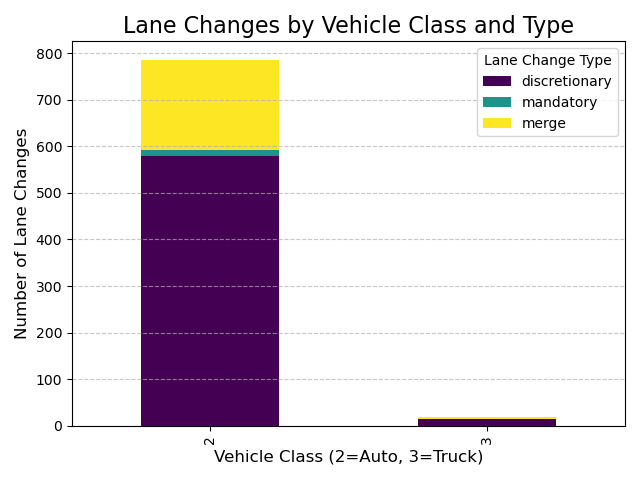 Lane Changes by Vehicle Class and Type
Lane Change Type
discretionary
mandatory
merge
Number of Lane Changes
800
700
600
500
400
300
200
100
0
2
3
Vehicle Class (2=Auto, 3=Truck)